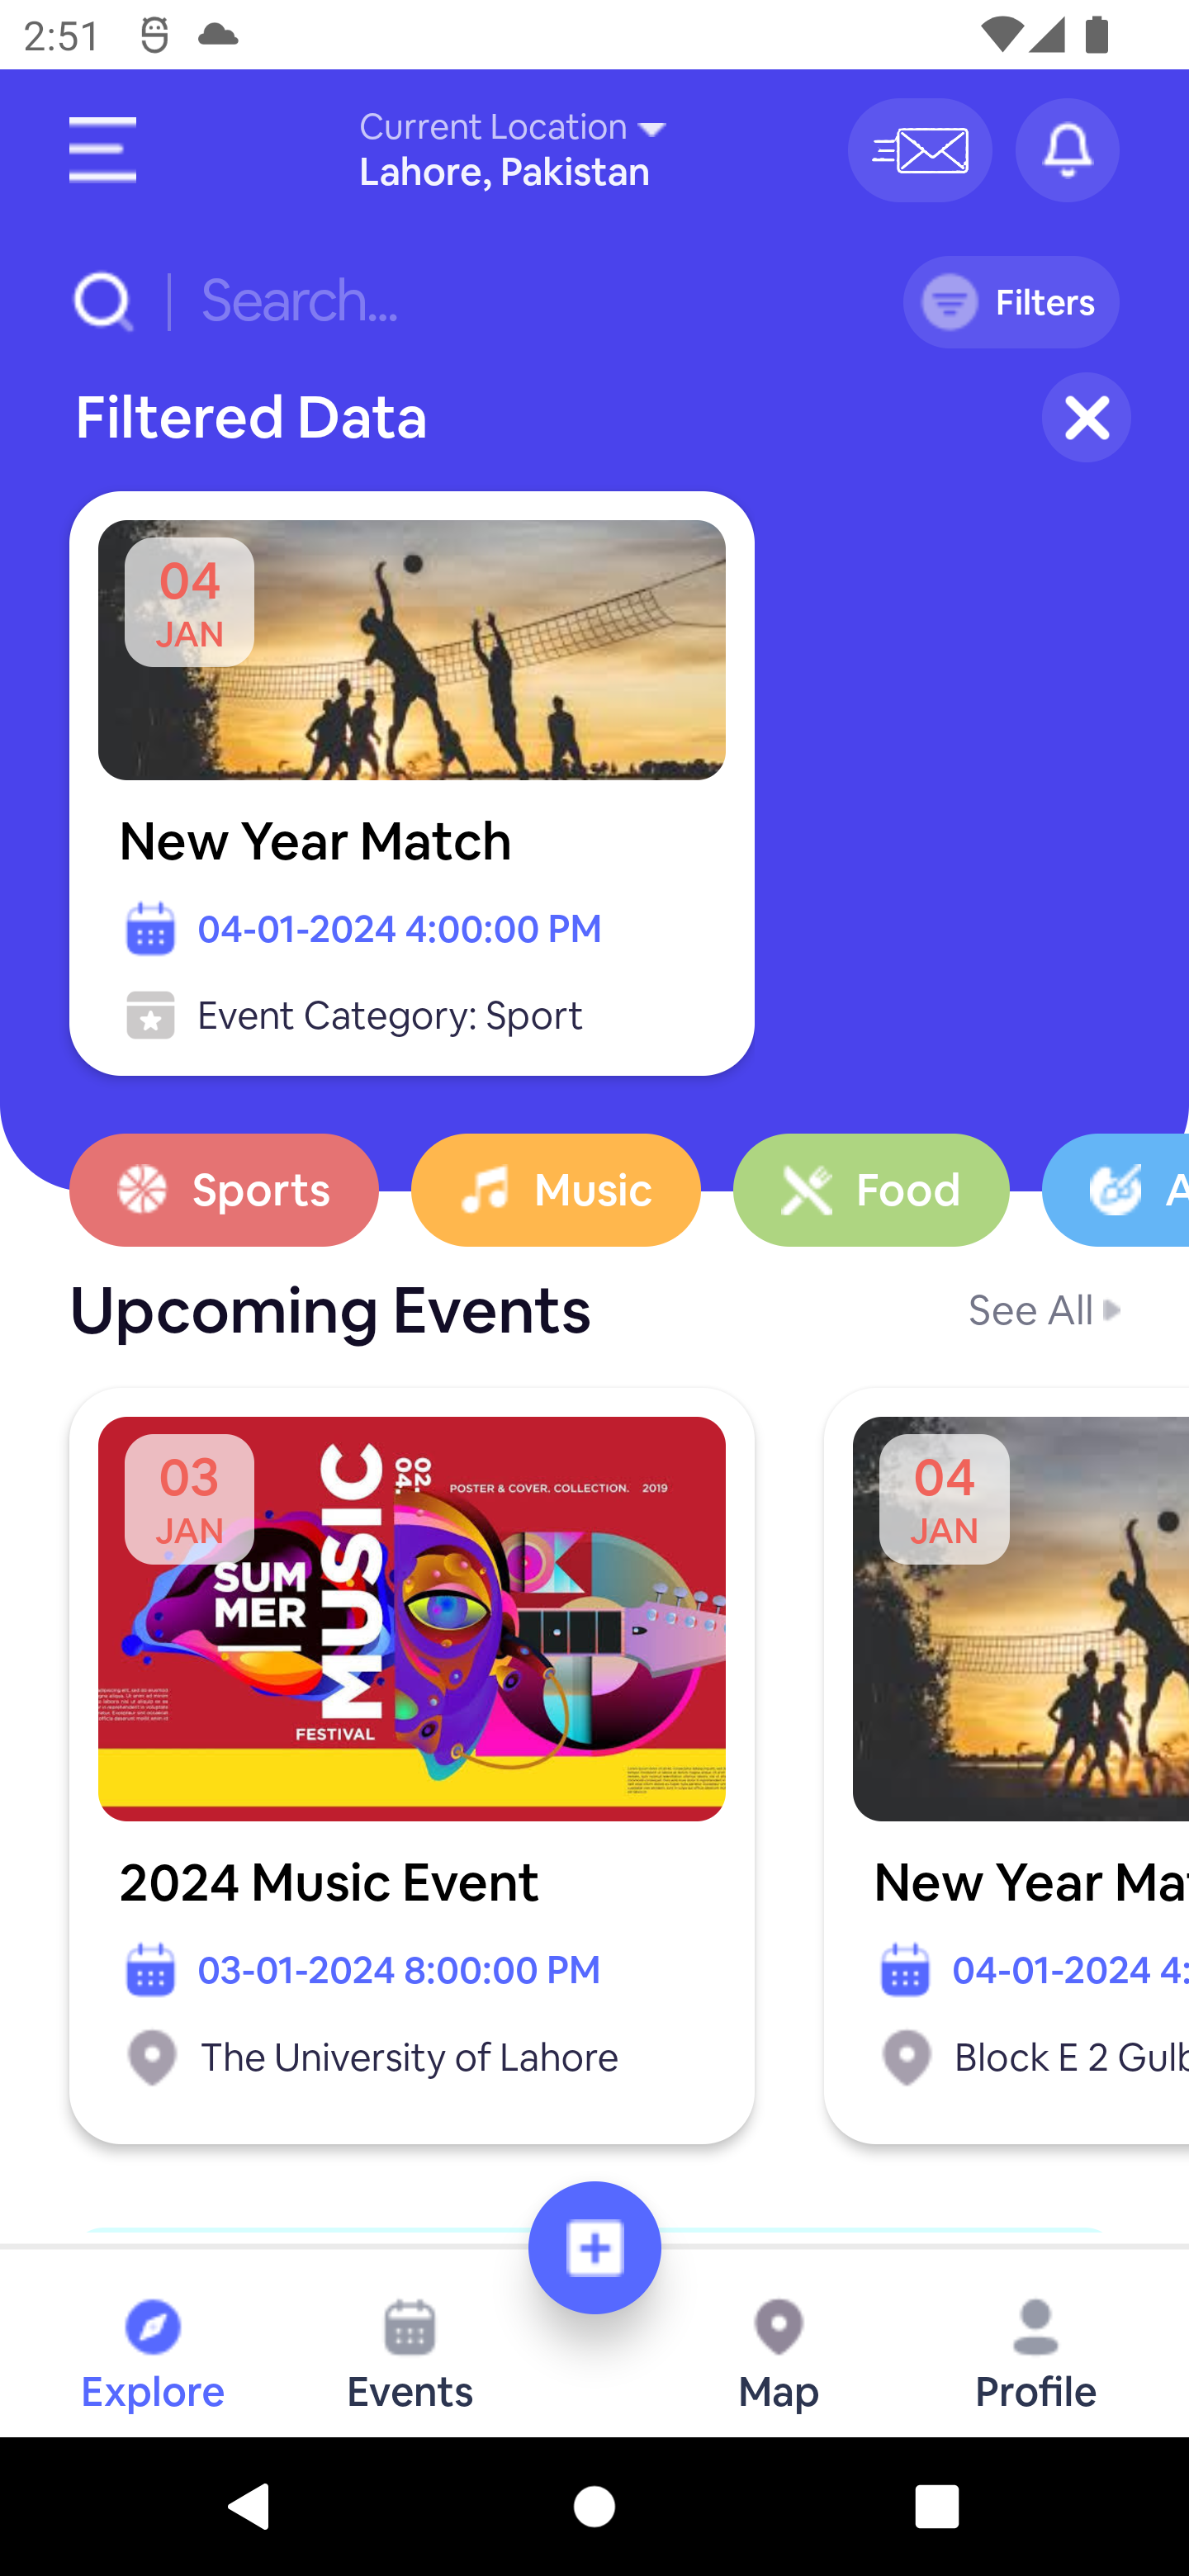 2:51
Current Location
Lahore, Pakistan
Search...
Filters
Filtered Data
04
JAN
New Year Match
04-01-2024 4:00:00 PM
Event Category: Sport
Sports
Music
Food
A
Upcoming Events
See All
03
JAN
SUM
MER
MUSIC
FESTIVAL
02-
04.
POSTER & COVER. COLLECTION. 2019
2024 Music Event
03-01-2024 8:00:00 PM
The University of Lahore
04
JAN
New Year Mat
04-01-2024 4:
Block E 2 Gulb
Explore
Events
Map
Profile